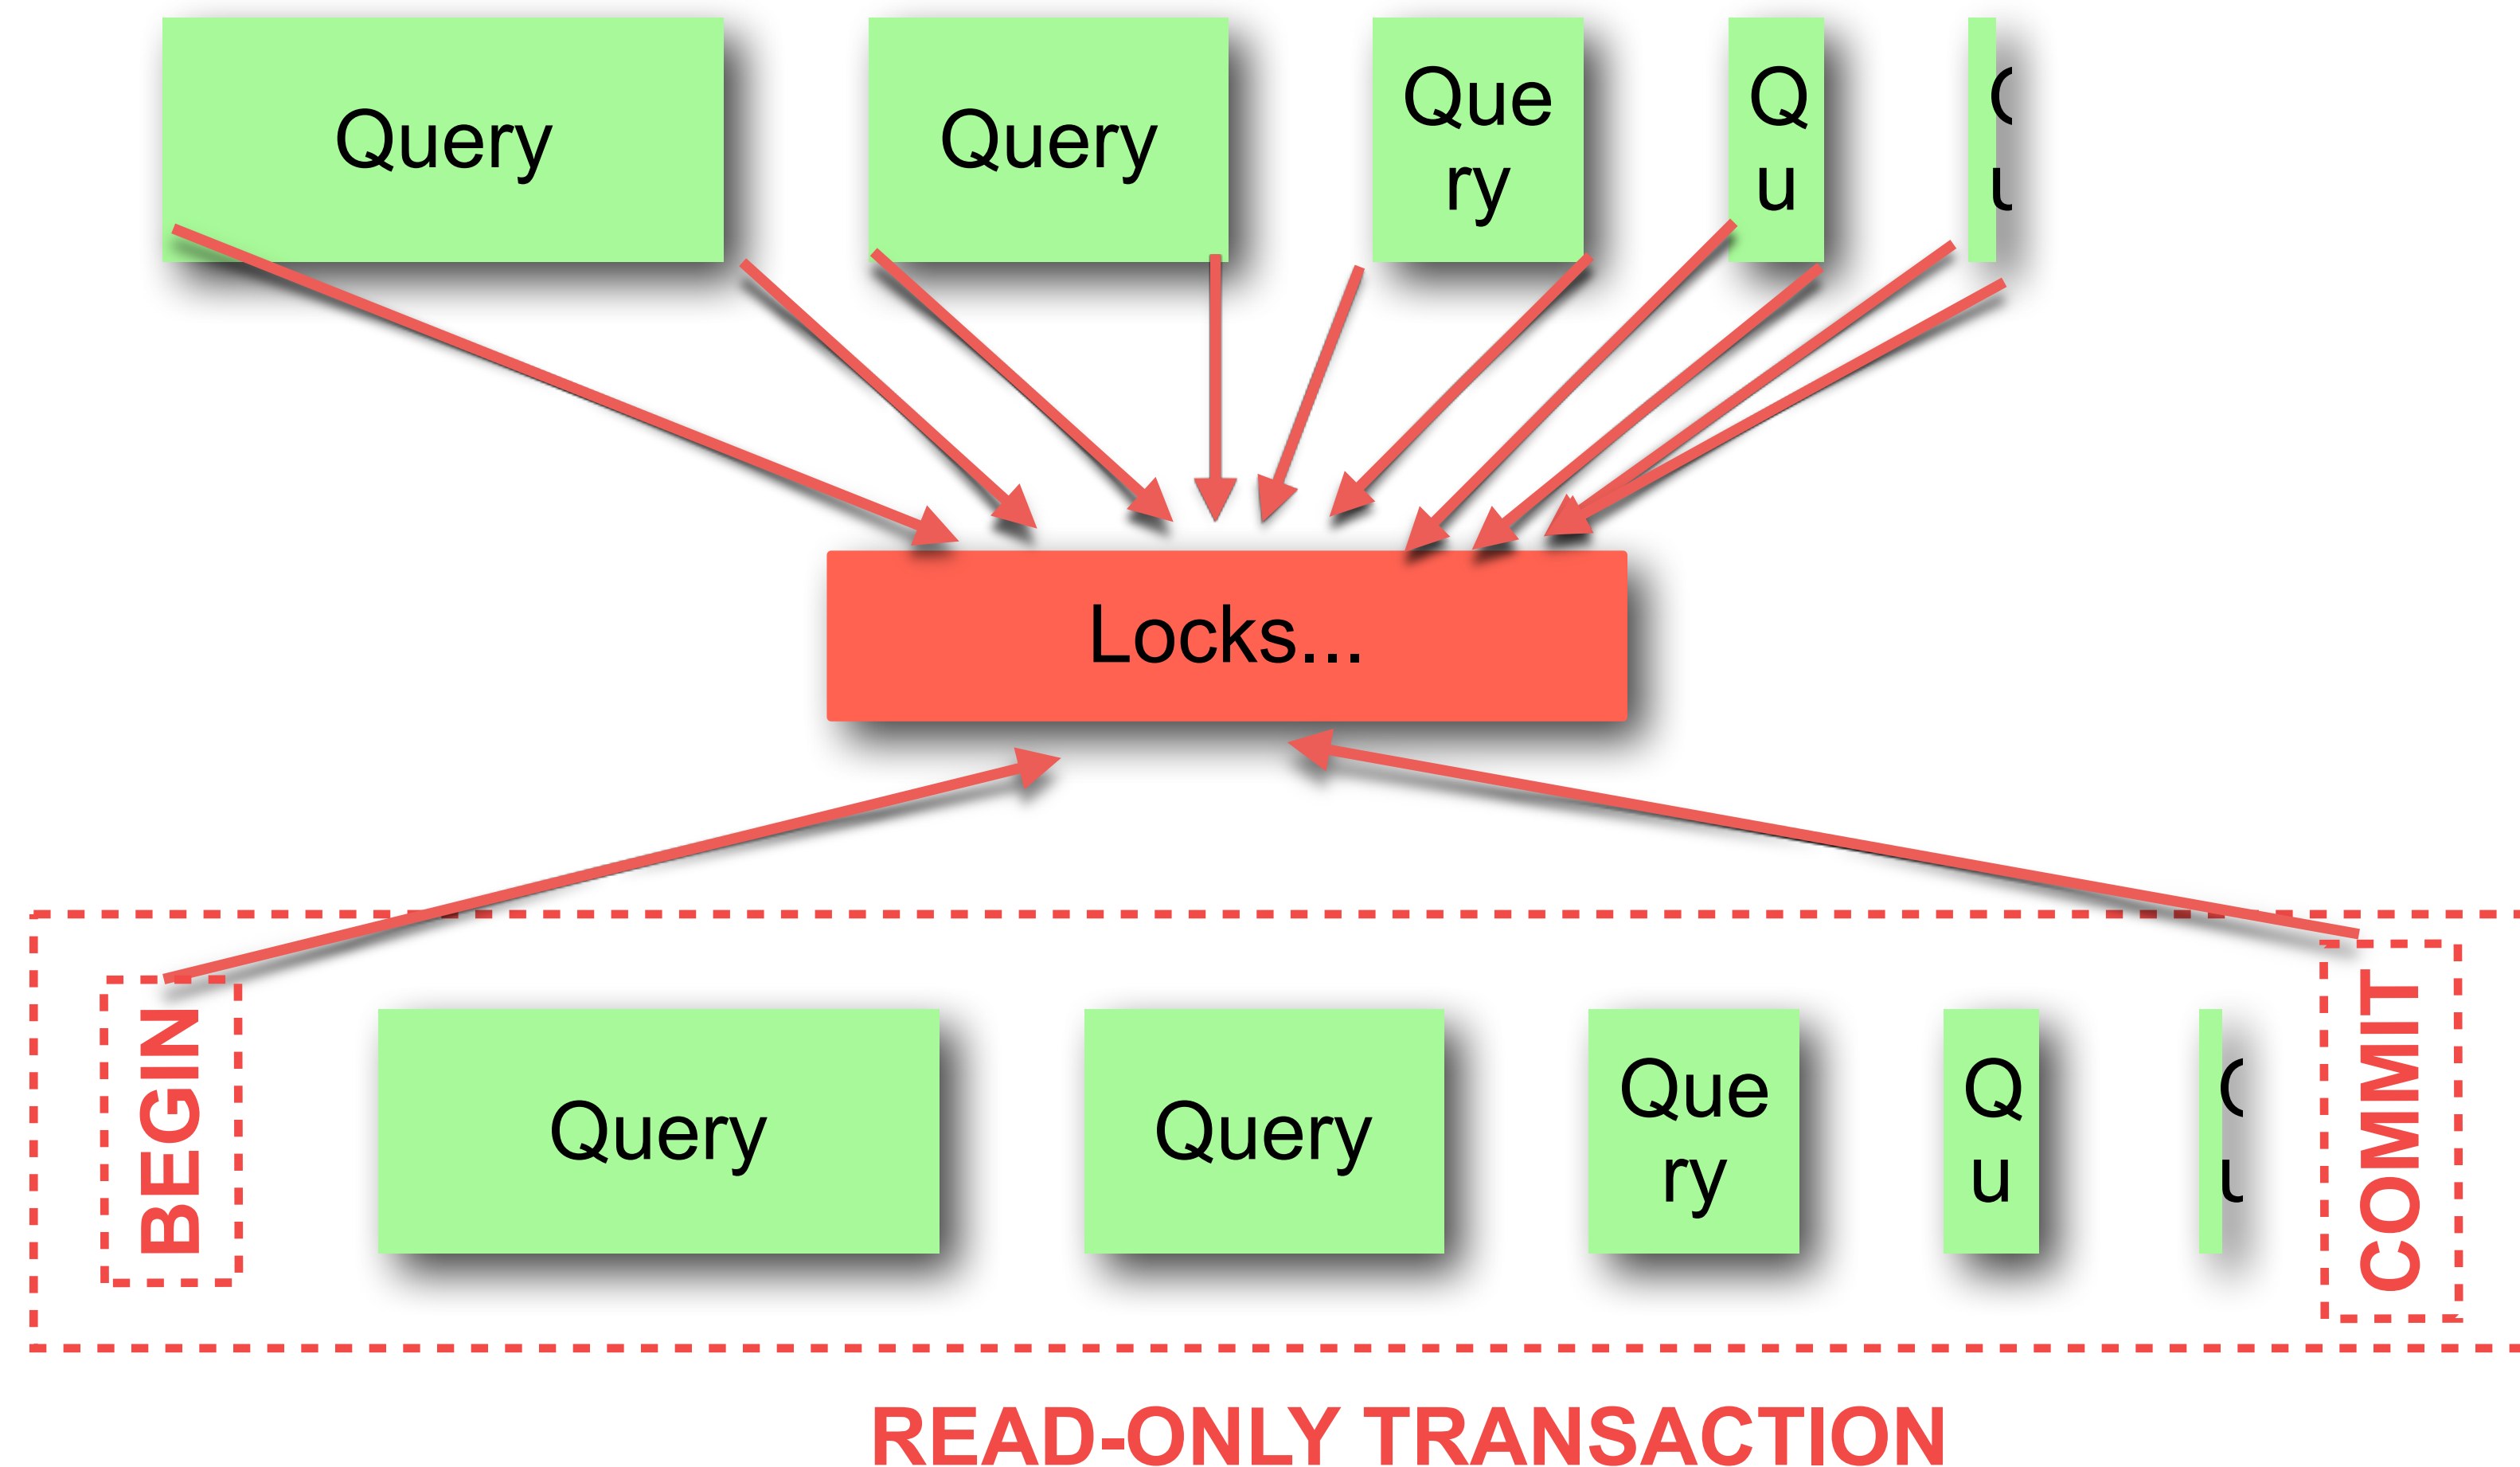 Query
Query
Que
ry
Q
u
Locks...
BEGIN
Query
Query
Que
ry
Q
u
COMMIT
READ-ONLY TRANSACTION